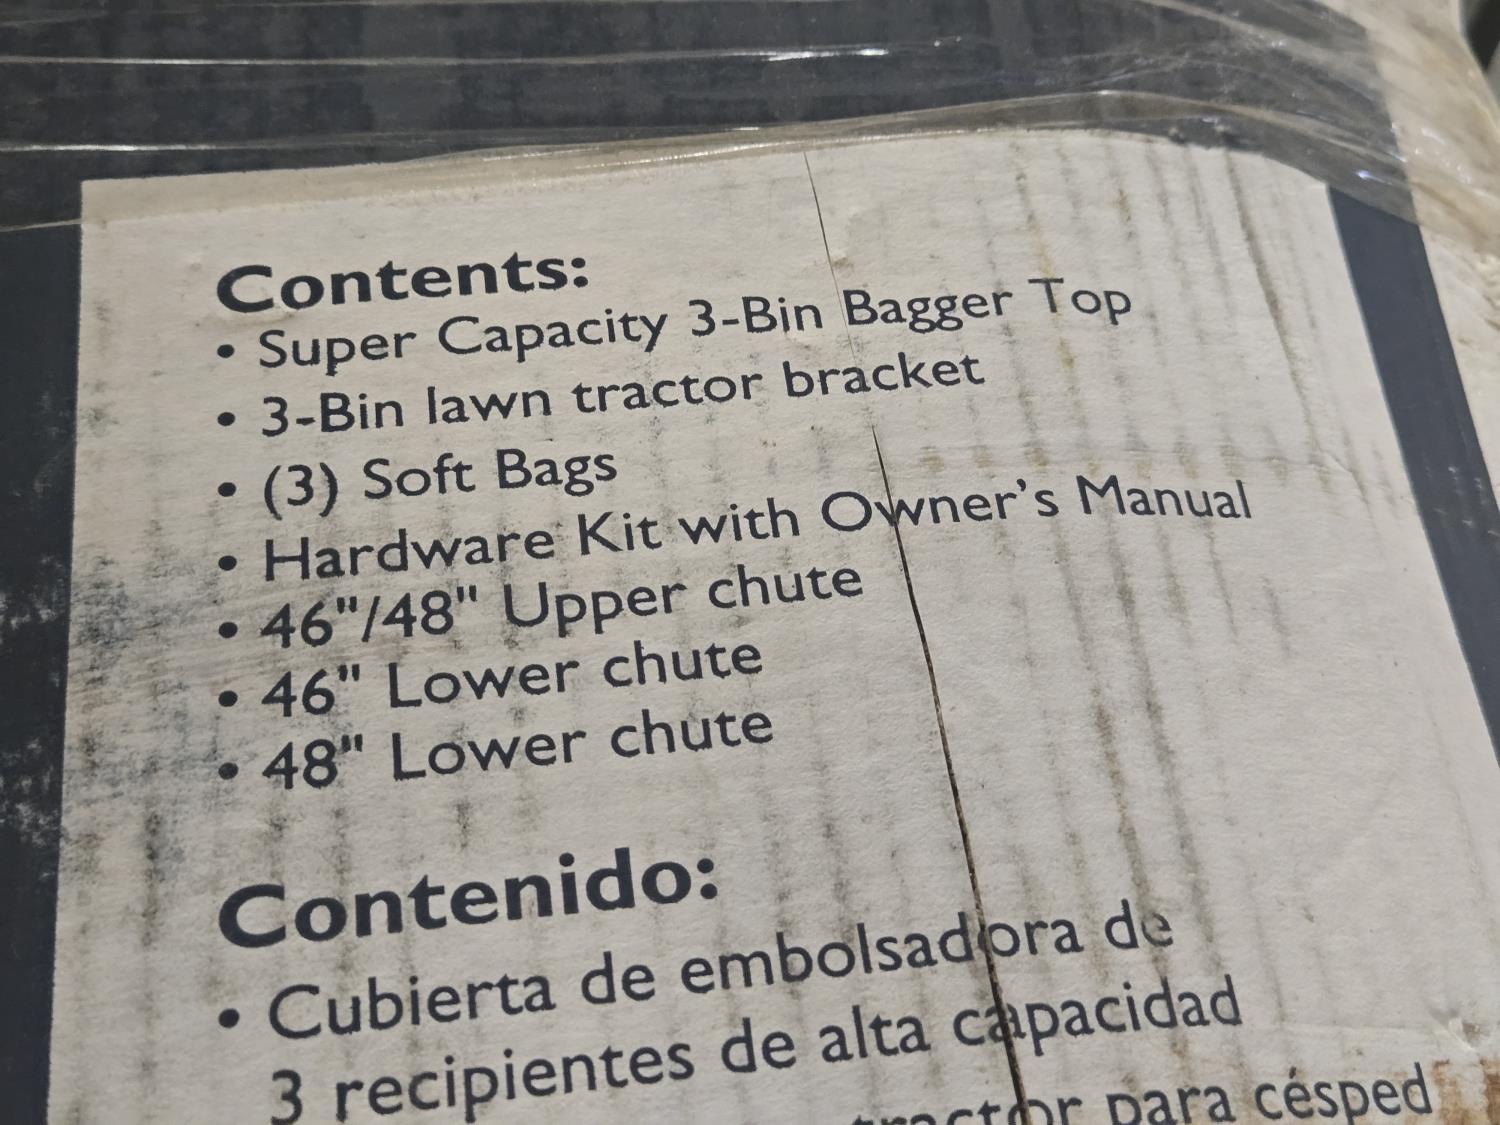 Contents:
• Super Capacity 3-Bin Bagger Top
• 3-Bin lawn tractor bracket
• (3) Soft Bags
• Hardware Kit with Owner's Manual
• 46"/48" Upper chute
• 46" Lower chute
• 48" Lower chute
Contenido:
• Cubierta de embolsadora de
3 recipientes de alta capacidad
tractor para césped